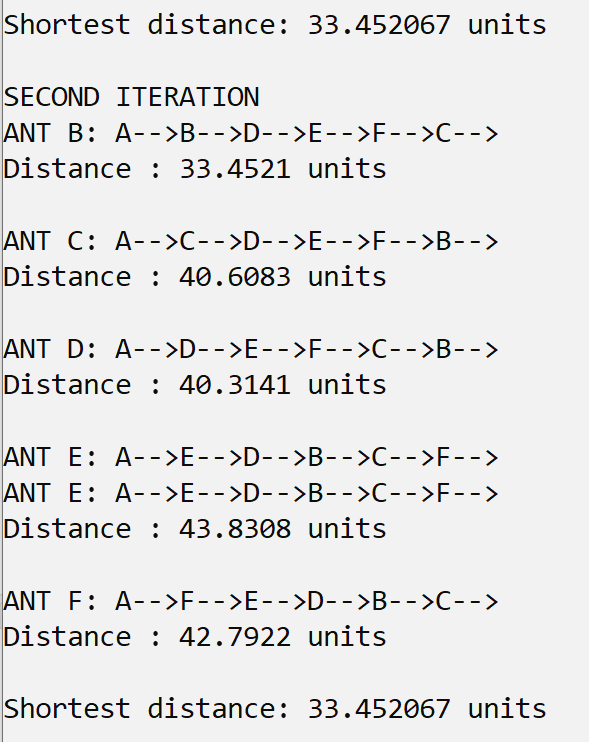 Shortest distance: 33.452067 units
SECOND ITERATION
ANT B: A-->B-->D-->E-->F-->C-->
Distance : 33.4521 units
ANT C: A-->C-->D-->E-->F-->B-->
Distance : 40.6083 units
ANT D: A-->D-->E-->F-->C-->B-->
Distance : 40.3141 units
ANT E: A-->E-->D-->B-->C-->F-->
ANT E: A-->E-->D-->B-->C-->F-->
Distance : 43.8308 units
ANT F: A-->F-->E-->D-->B-->C-->
Distance : 42.7922 units
Shortest distance: 33.452067 units